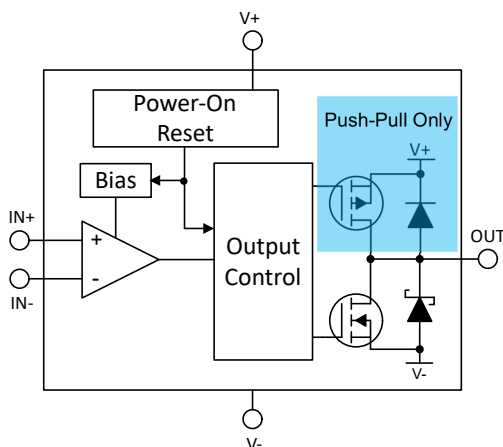 V+
Power-On
Reset
Push-Pull Only
V+
Bias
IN+
+
OUT
IN-
-
Output
Control
V-
V-